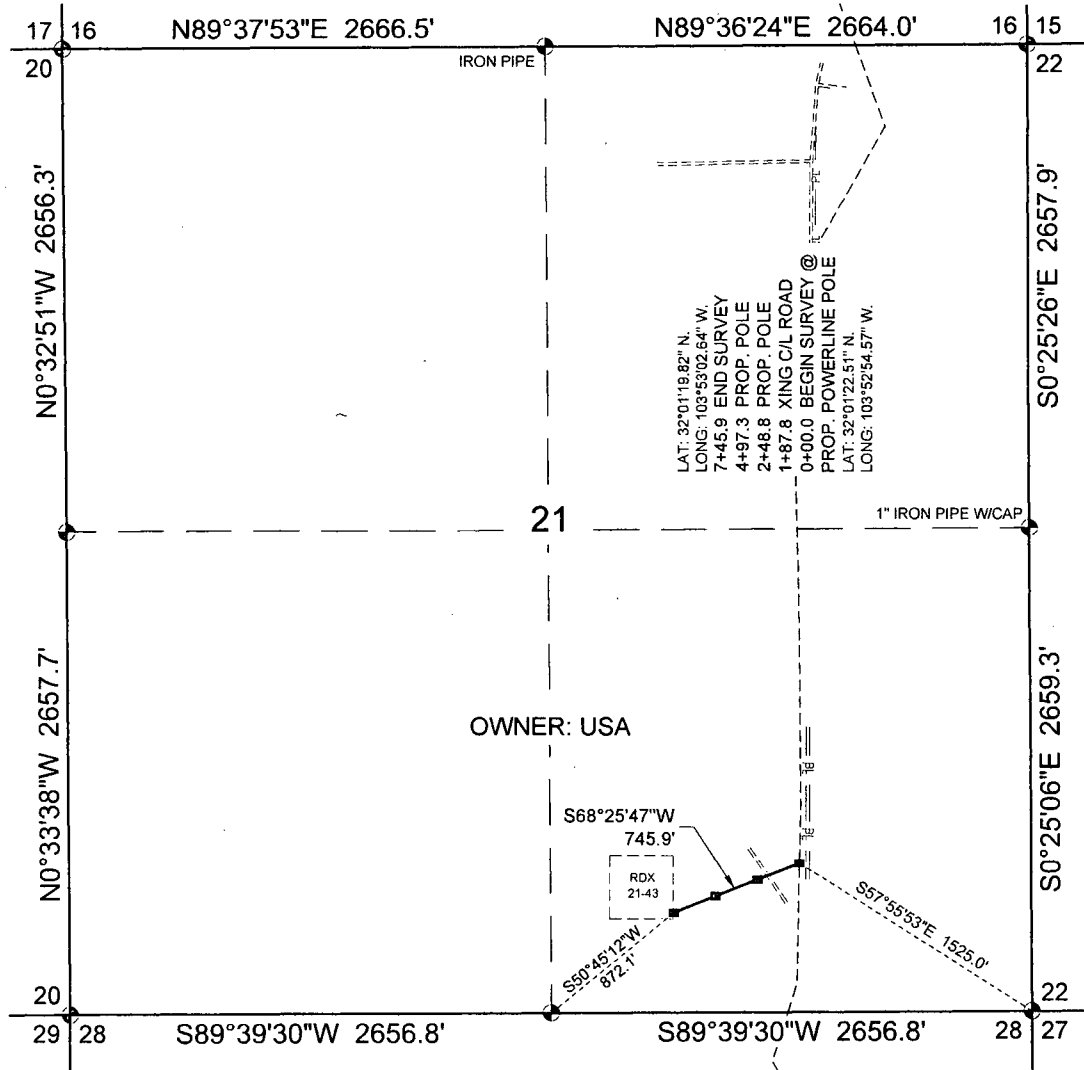 17 16
N89°37'53"E 2666.5'
N89°36'24"E 2664.0'
16 15
20
IRON PIPE
22
N0°32'51"W 2656.3'
S0°25'26"E 2657.9'
PL
LAT: 32°01'19.82" N.
LONG: 103°53'02.64" W.
7+45.9 END SURVEY
4+97.3 PROP. POLE
2+48.8 PROP. POLE
1+87.8 XING C/L ROAD
0+00.0 BEGIN SURVEY @
PROP. POWERLINE POLE
LAT: 32°01'22.51" N.
LONG: 103°52'54.57" W.
21
1" IRON PIPE W/CAP
N0°33'38"W 2657.7'
S0°25'06"E 2659.3'
OWNER: USA
S68°25'47"W
745.9'
RDX
21-43
S50°45'12"W
872.1'
S57°55'53"E 1525.0'
20
22
29 28
S89°39'30"W 2656.8'
S89°39'30"W 2656.8'
28 27